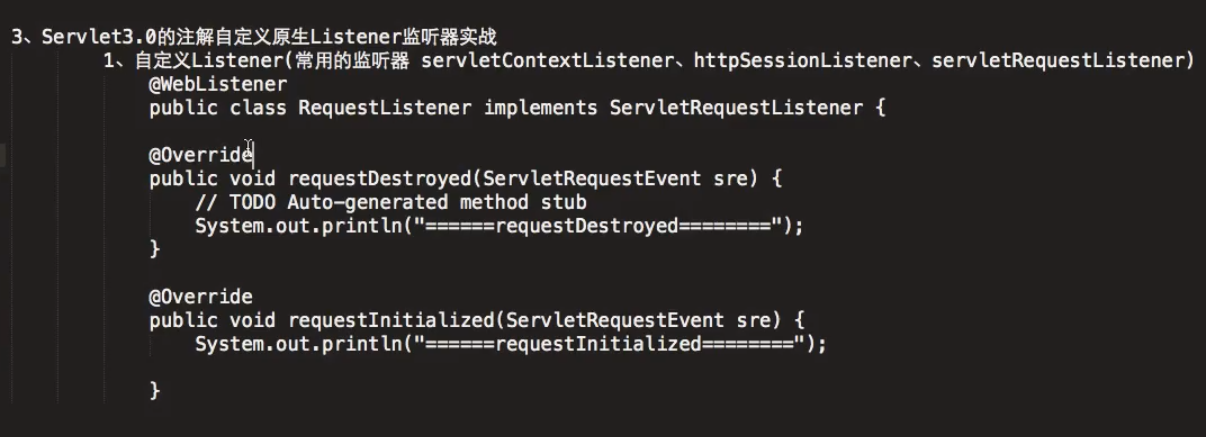 3、Servlet3.0的注解自定义原生Listener监听器实战
1、自定义Listener(常用的监听器 servletContextListener、httpSessionListener、servletRequestListener)
@WebListener
public class RequestListener implements ServletRequestListener {
@Override
public void requestDestroyed(ServletRequestEvent sre) {
// TODO Auto-generated method stub
System.out.println("======requestDestroyed========");
}
@Override
public void requestInitialized(ServletRequestEvent sre) {
System.out.println("======requestInitialized========");
}